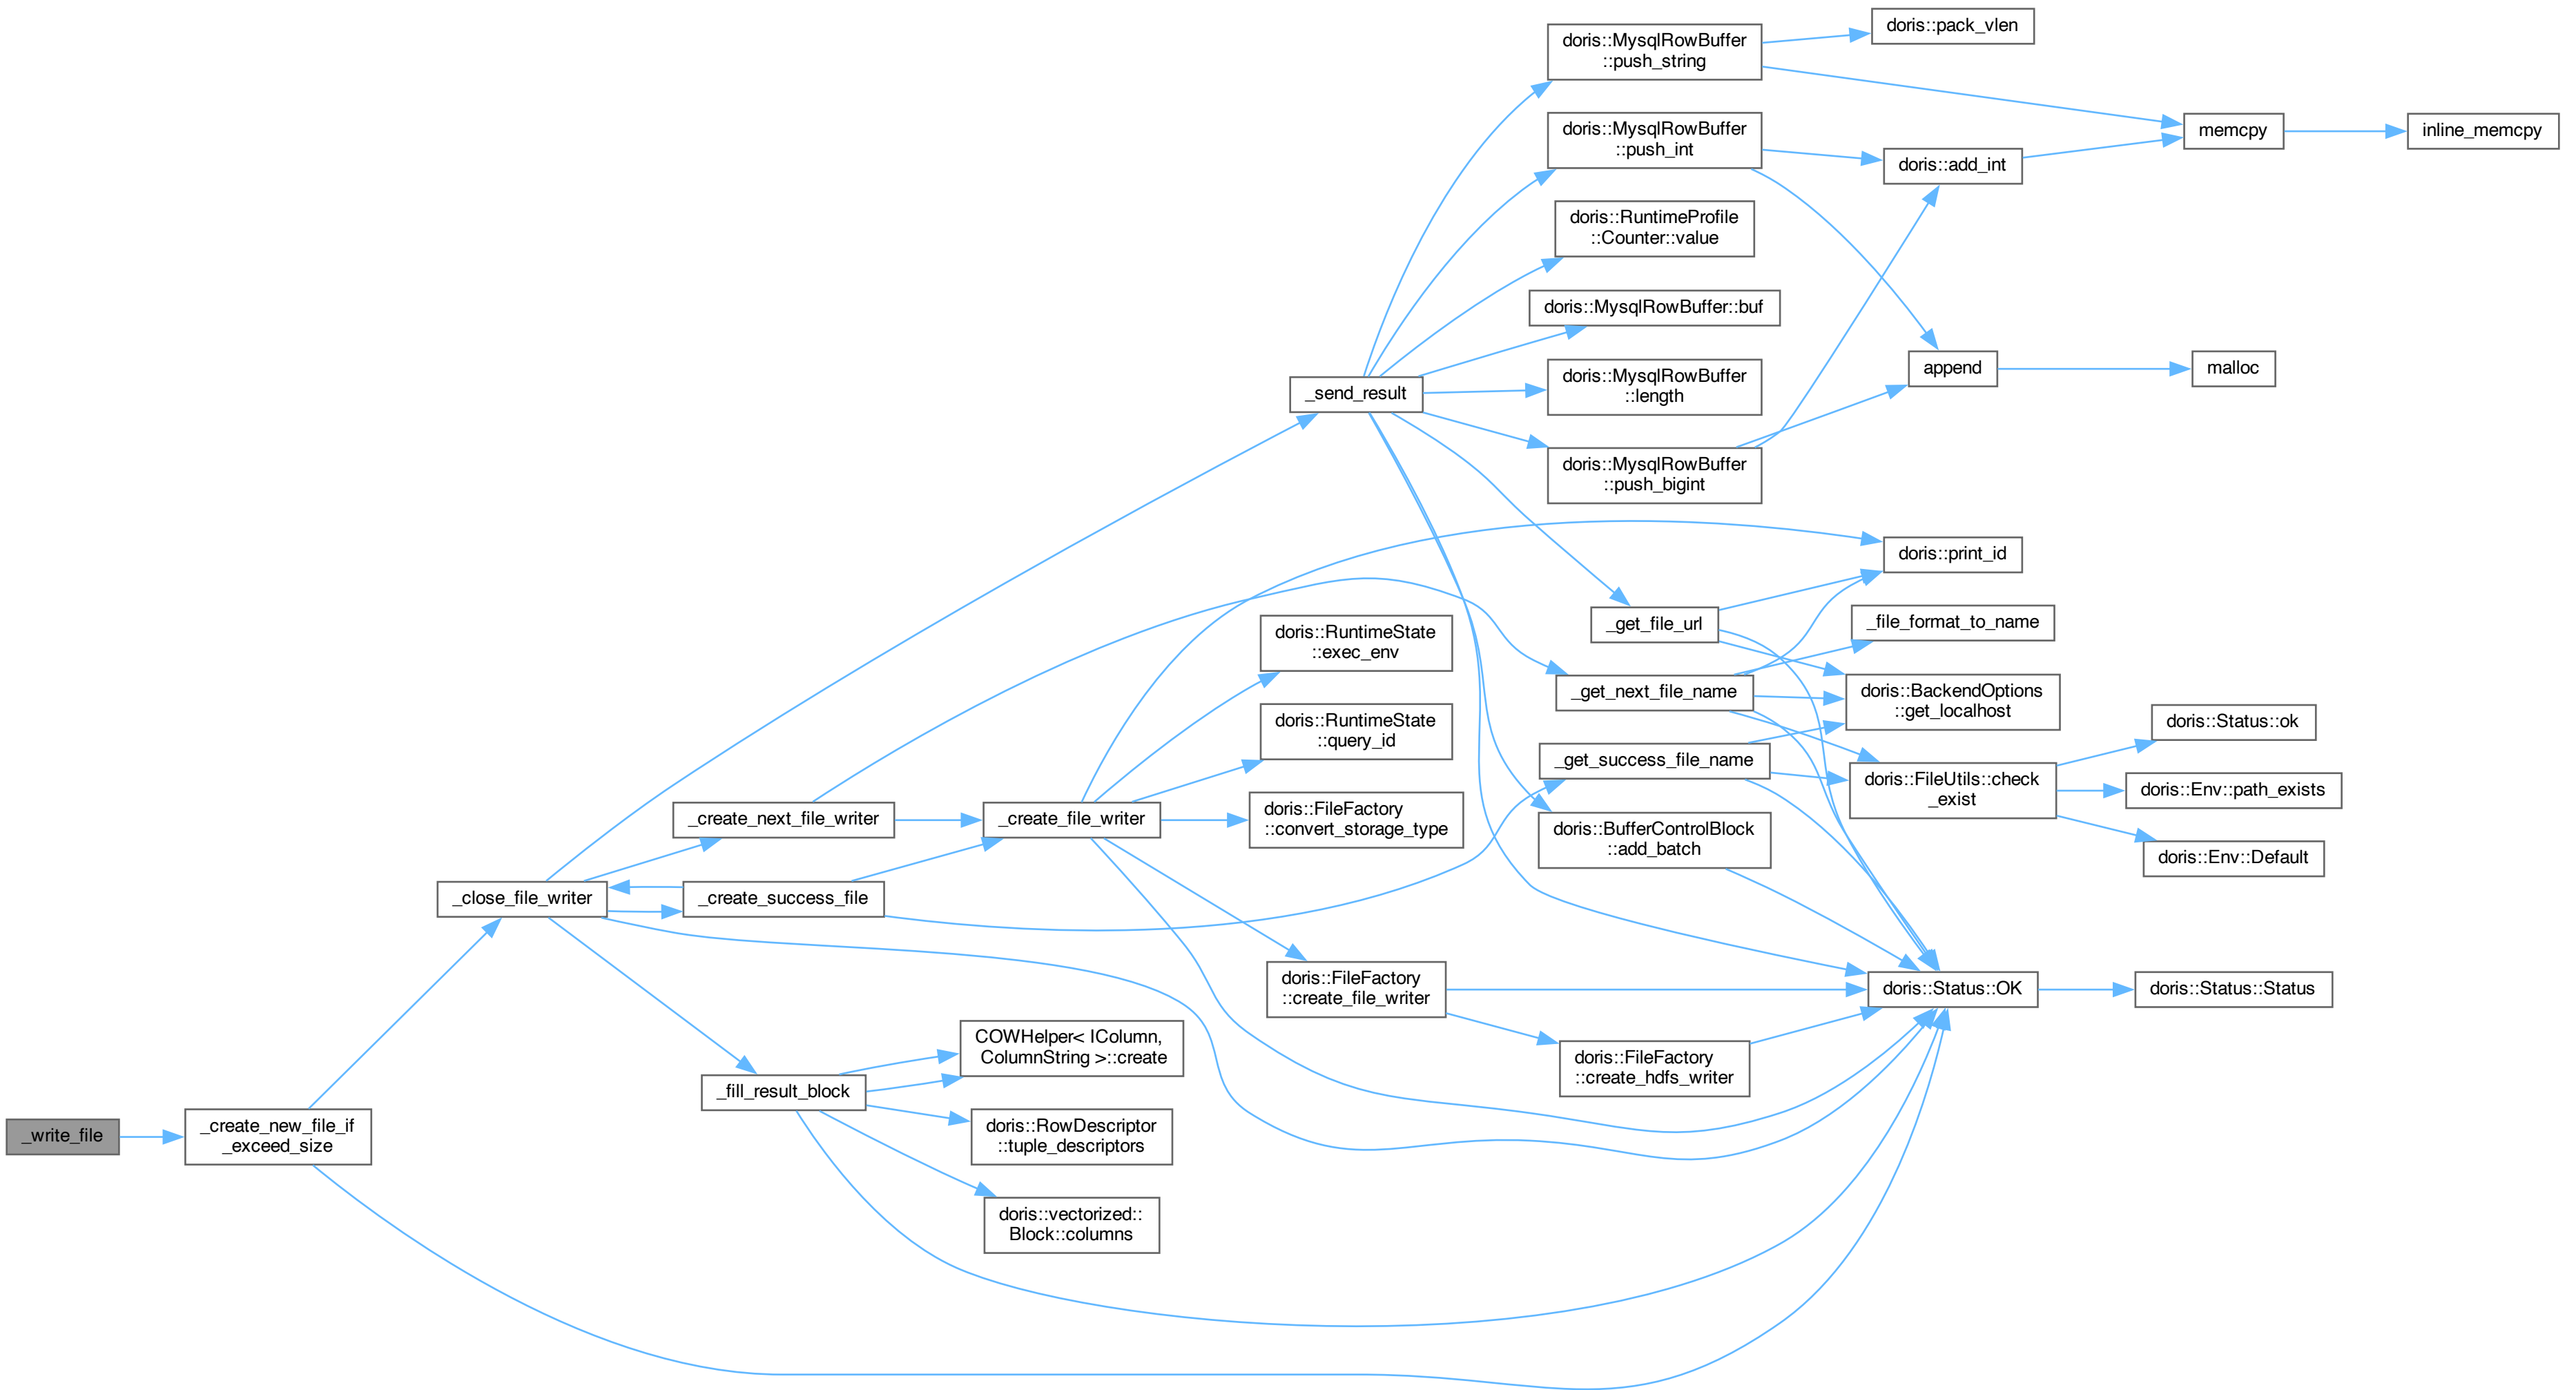 _write_file
_create_new_file_if
_exceed_size
_close_file_writer
_create_next_file_writer
_create_success_file
_fill_result_block
_create_file_writer
COWHelper< IColumn,
ColumnString >::create
doris::RowDescriptor
::tuple_descriptors
doris::vectorized::
Block::columns
_send_result
doris::RuntimeState
::exec_env
doris::RuntimeState
::query_id
doris::FileFactory
::convert_storage_type
doris::FileFactory
::create_file_writer
doris::MysqlRowBuffer
::push_string
doris::MysqlRowBuffer
::push_int
doris::RuntimeProfile
::Counter::value
doris::MysqlRowBuffer::buf
doris::MysqlRowBuffer
::length
doris::MysqlRowBuffer
::push_bigint
_get_file_url
_get_next_file_name
_get_success_file_name
doris::BufferControlBlock
::add_batch
doris::FileFactory
::create_hdfs_writer
doris::pack_vlen
doris::add_int
append
doris::print_id
_file_format_to_name
doris::BackendOptions
::get_localhost
doris::FileUtils::check
_exist
doris::Status::OK
memcpy
malloc
doris::Status::ok
doris::Env::path_exists
doris::Env::Default
doris::Status::Status
inline_memcpy